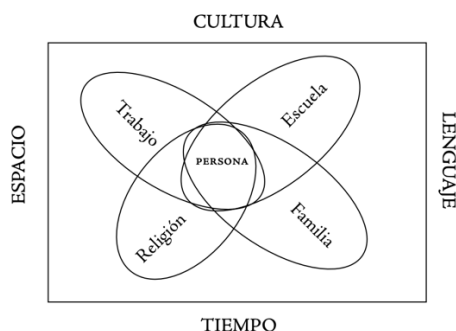 CULTURA
ESPACIO
Trabajo
Escuela
PERSONA
Religión
Familia
LENGUAJE
TIEMPO